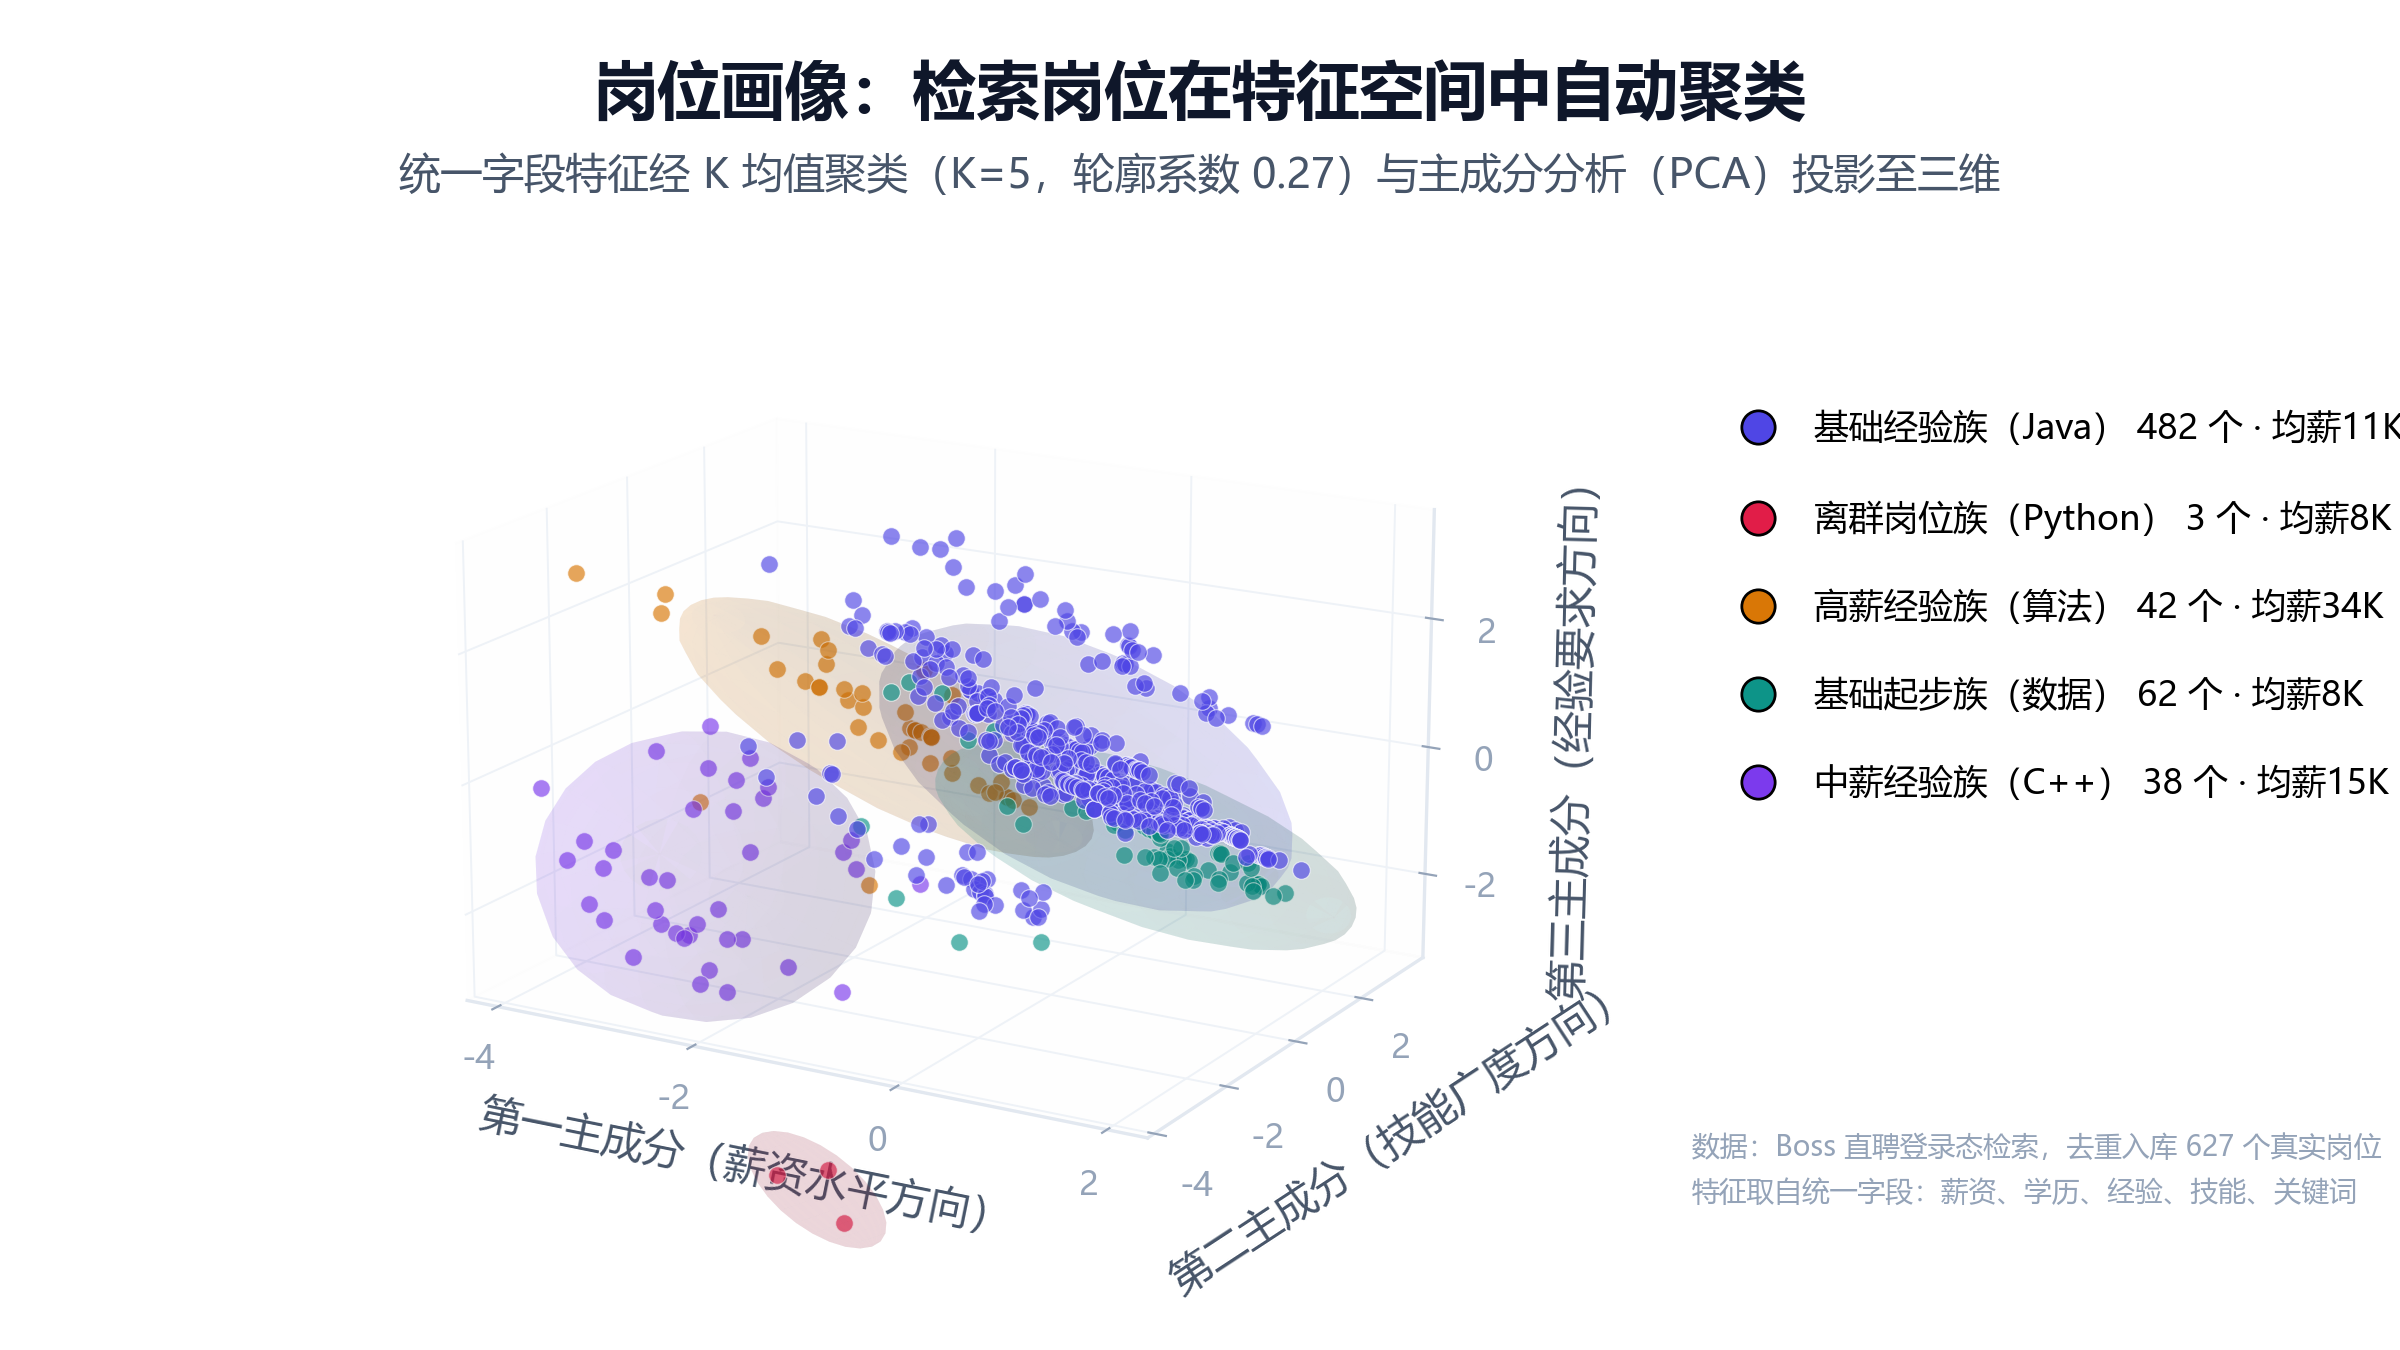 岗位画像：检索岗位在特征空间中自动聚类
统一字段特征经 K 均值聚类（K=5，轮廓系数 0.27）与主成分分析（PCA）投影至三维
基础经验族（Java） 482 个 · 均薪11K
离群岗位族（Python） 3 个 · 均薪8K
高薪经验族（算法） 42 个 · 均薪34K
基础起步族（数据） 62 个 · 均薪8K
中薪经验族（C++） 38 个 · 均薪15K
第三主成分（经验要求方向）
2
0
-2
第二主成分（技能广度方向）
2
0
-2
-4
第一主成分（薪资水平方向）
-4
-2
0
2
数据：Boss 直聘登录态检索，去重入库 627 个真实岗位
特征取自统一字段：薪资、学历、经验、技能、关键词